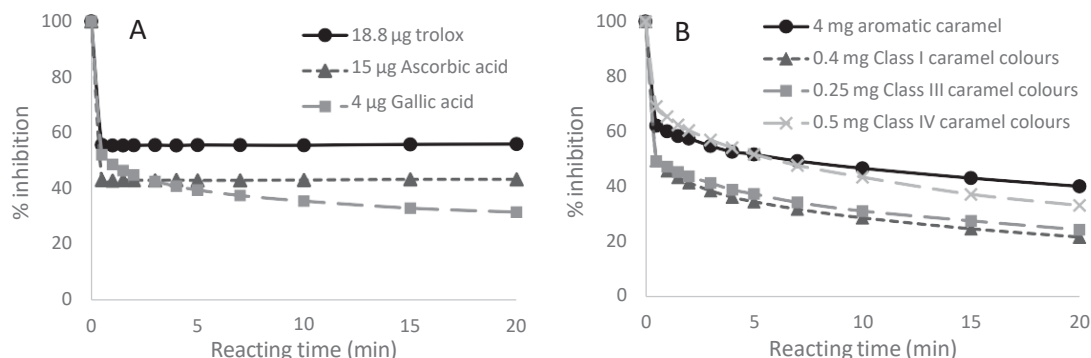 A
18.8 µg trolox
15 µg Ascorbic acid
4 µg Gallic acid
% inhibition
100
80
60
40
20
0
0 5 10 15 20
Reacting time (min)
B
4 mg aromatic caramel
0.4 mg Class I caramel colours
0.25 mg Class III caramel colours
0.5 mg Class IV caramel colours
% inhibition
100
80
60
40
20
0
0 5 10 15 20
Reacting time (min)